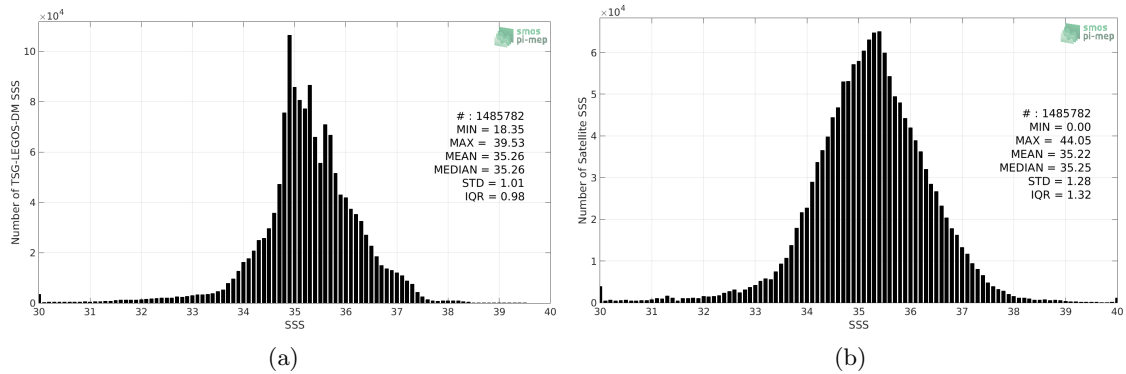 ×10⁴
smos
pi-mep
Number of TSG-LEGOS-DM SSS
10
8
6
4
2
0
# : 1485782
MIN = 18.35
MAX = 39.53
MEAN = 35.26
MEDIAN = 35.26
STD = 1.01
IQR = 0.98
30 31 32 33 34 35 36 37 38 39 40
SSS
(a)
×10⁴
smos
pi-mep
Number of Satellite SSS
6
5
4
3
2
1
0
# : 1485782
MIN = 0.00
MAX = 44.05
MEAN = 35.22
MEDIAN = 35.25
STD = 1.28
IQR = 1.32
30 31 32 33 34 35 36 37 38 39 40
SSS
(b)